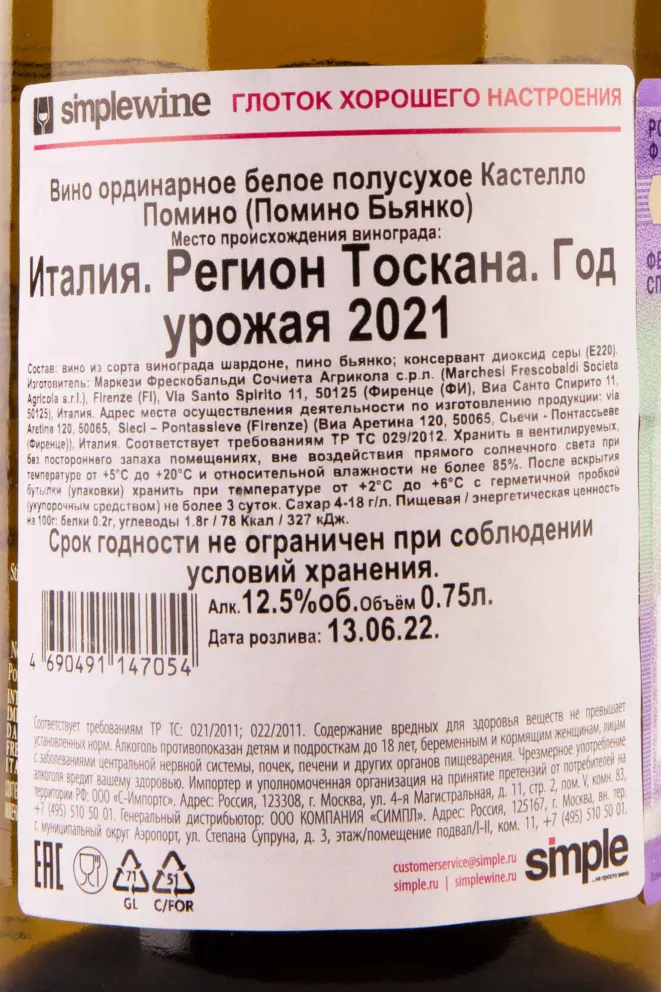 simplewine ГЛОТОК ХОРОШЕГО НАСТРОЕНИЯ
Вино ординарное белое полусухое Кастелло
Помино (Помино Бьянко)
Место происхождения винограда:
Италия. Регион Тоскана. Год
урожая 2021
Состав: вино из сорта винограда шардоне, пино бьянко; консервант диоксид серы (Е220).
Изготовитель: Маркези Фрескобальди Сочиета Агрикола с.р.л. (Marchesi Frescobaldi Societa
Agricola s.r.l.), Firenze (FI), Via Santo Spirito 11, 50125 (Фиренце (ФИ), Виа Санто Спирито 11,
50125), Италия. Адрес места осуществления деятельности по изготовлению продукции: via
Aretina 120, 50065, Sieci – Pontassieve (Firenze) (Виа Аретина 120, 50065, Сьечи - Понтассьеве
(Фиренце)), Италия. Соответствует требованиям ТР ТС 029/2012. Хранить в вентилируемых,
без постороннего запаха помещениях, вне воздействия прямого солнечного света при
температуре от +5°С до +20°С и относительной влажности не более 85%. После вскрытия
бутылки (упаковки) хранить при температуре от +2°С до +6°С с герметичной пробкой
(укупорочным средством) не более 3 суток. Сахар 4-18 г/л. Пищевая / энергетическая ценность
на 100г: белки 0.2г, углеводы 1.8г / 78 Ккал / 327 кДж.
Срок годности не ограничен при соблюдении
условий хранения.
Алк. 12.5%об. Объём 0.75л.
Дата розлива: 13.06.22.
4 690491 147054
Соответствует требованиям ТР ТС: 021/2011; 022/2011. Содержание вредных для здоровья веществ не превышает
установленных норм. Алкоголь противопоказан детям и подросткам до 18 лет, беременным и кормящим женщинам, лицам
с заболеваниями центральной нервной системы, почек, печени и других органов пищеварения. Чрезмерное употребление
алкоголя вредит вашему здоровью. Импортер и уполномоченная организация на принятие претензий от потребителей на
территории РФ: ООО «С-Импортс». Адрес: Россия, 123308, г. Москва, ул. 4-я Магистральная, д. 11, стр. 2, пом. V, комн. 83,
+7 (495) 510 50 01. Генеральный дистрибьютор: ООО КОМПАНИЯ «СИМПЛ». Адрес: Россия, 125167, г. Москва, вн. тер.
г. муниципальный округ Аэропорт, ул. Степана Супруна, д. 3, этаж/помещение подвал/I-II, ком. 11, +7 (495) 510 50 01.
EAC
71
GL
51
C/FOR
customerservice@simple.ru
simple.ru | simplewine.ru
simple
...не просто вино